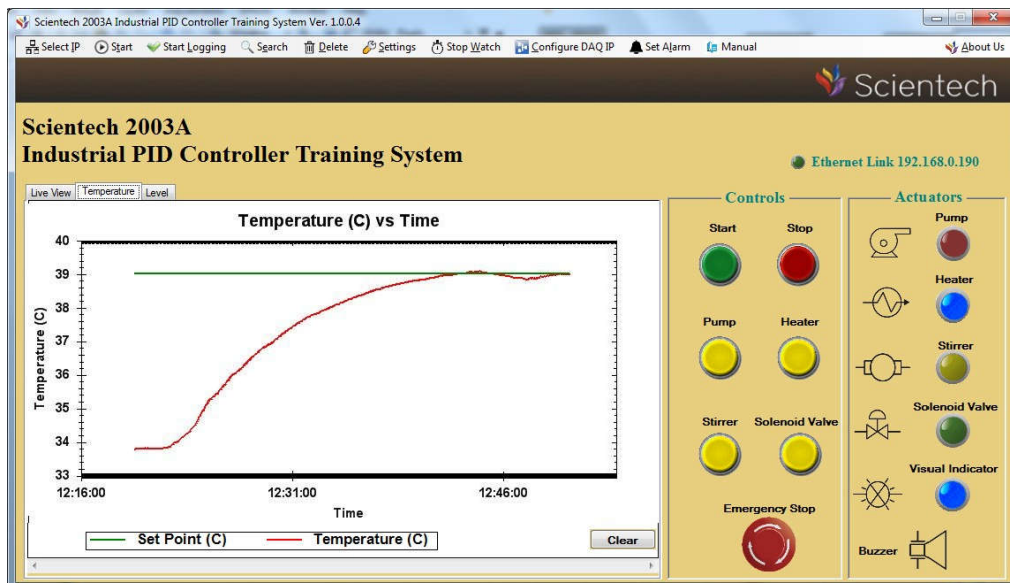 Scientech 2003A Industrial PID Controller Training System Ver. 1.0.0.4
Select IP Start Start Logging Search Delete Settings Stop Watch Configure DAQ IP Set Alarm Manual About Us
Scientech
Scientech 2003A
Industrial PID Controller Training System
Ethernet Link 192.168.0.190
Live View Temperature Level
Temperature (C) vs Time
40
39
38
37
36
35
34
33
Temperature (C)
12:16:00 12:31:00 12:46:00
Time
Set Point (C) Temperature (C)
Clear
Controls
Start Stop
Pump Heater
Stirrer Solenoid Valve
Emergency Stop
Actuators
Pump
Heater
Stirrer
Solenoid Valve
Visual Indicator
Buzzer